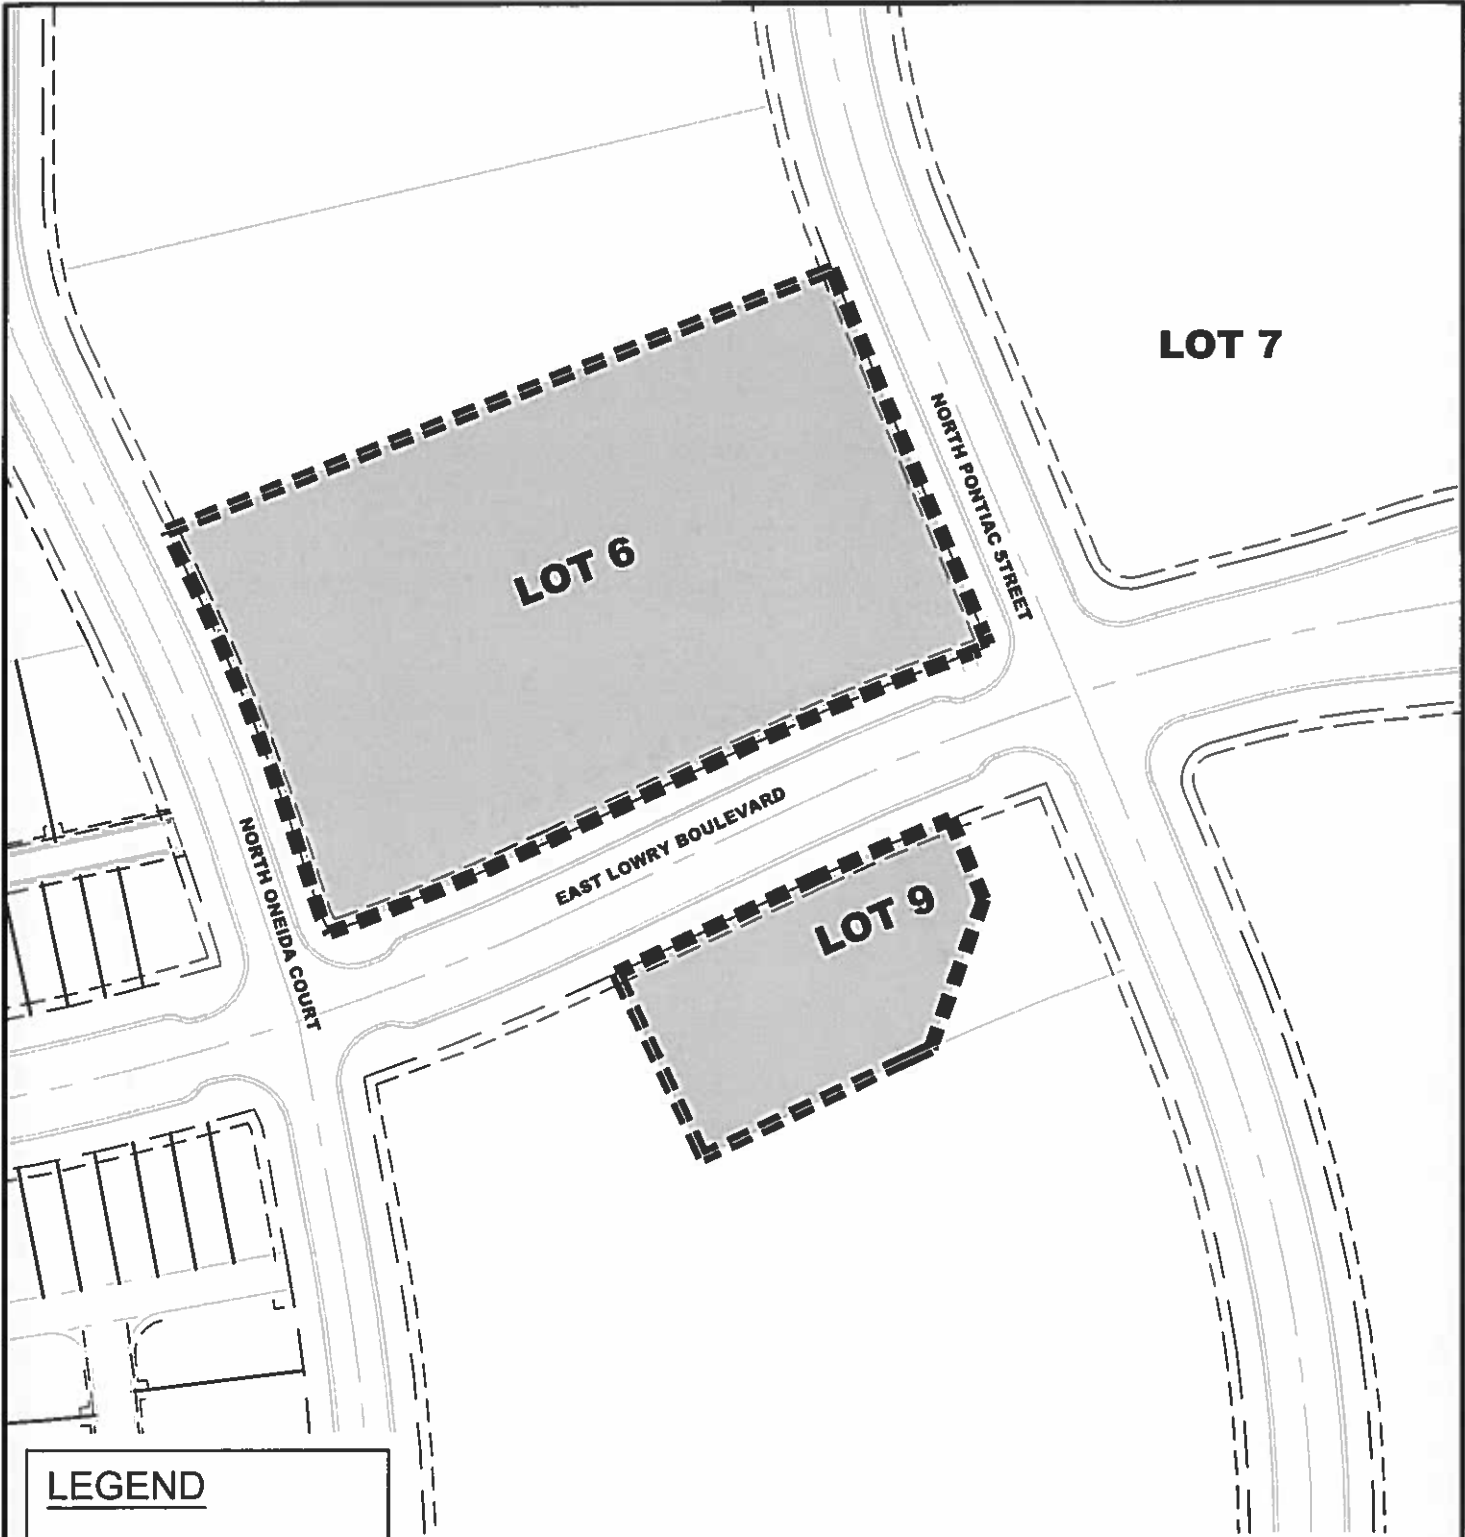 LOT 7
NORTH PONTIAC STREET
LOT 6
EAST LOWRY BOULEVARD
NORTH ONEIDA COURT
LOT 9
LEGEND